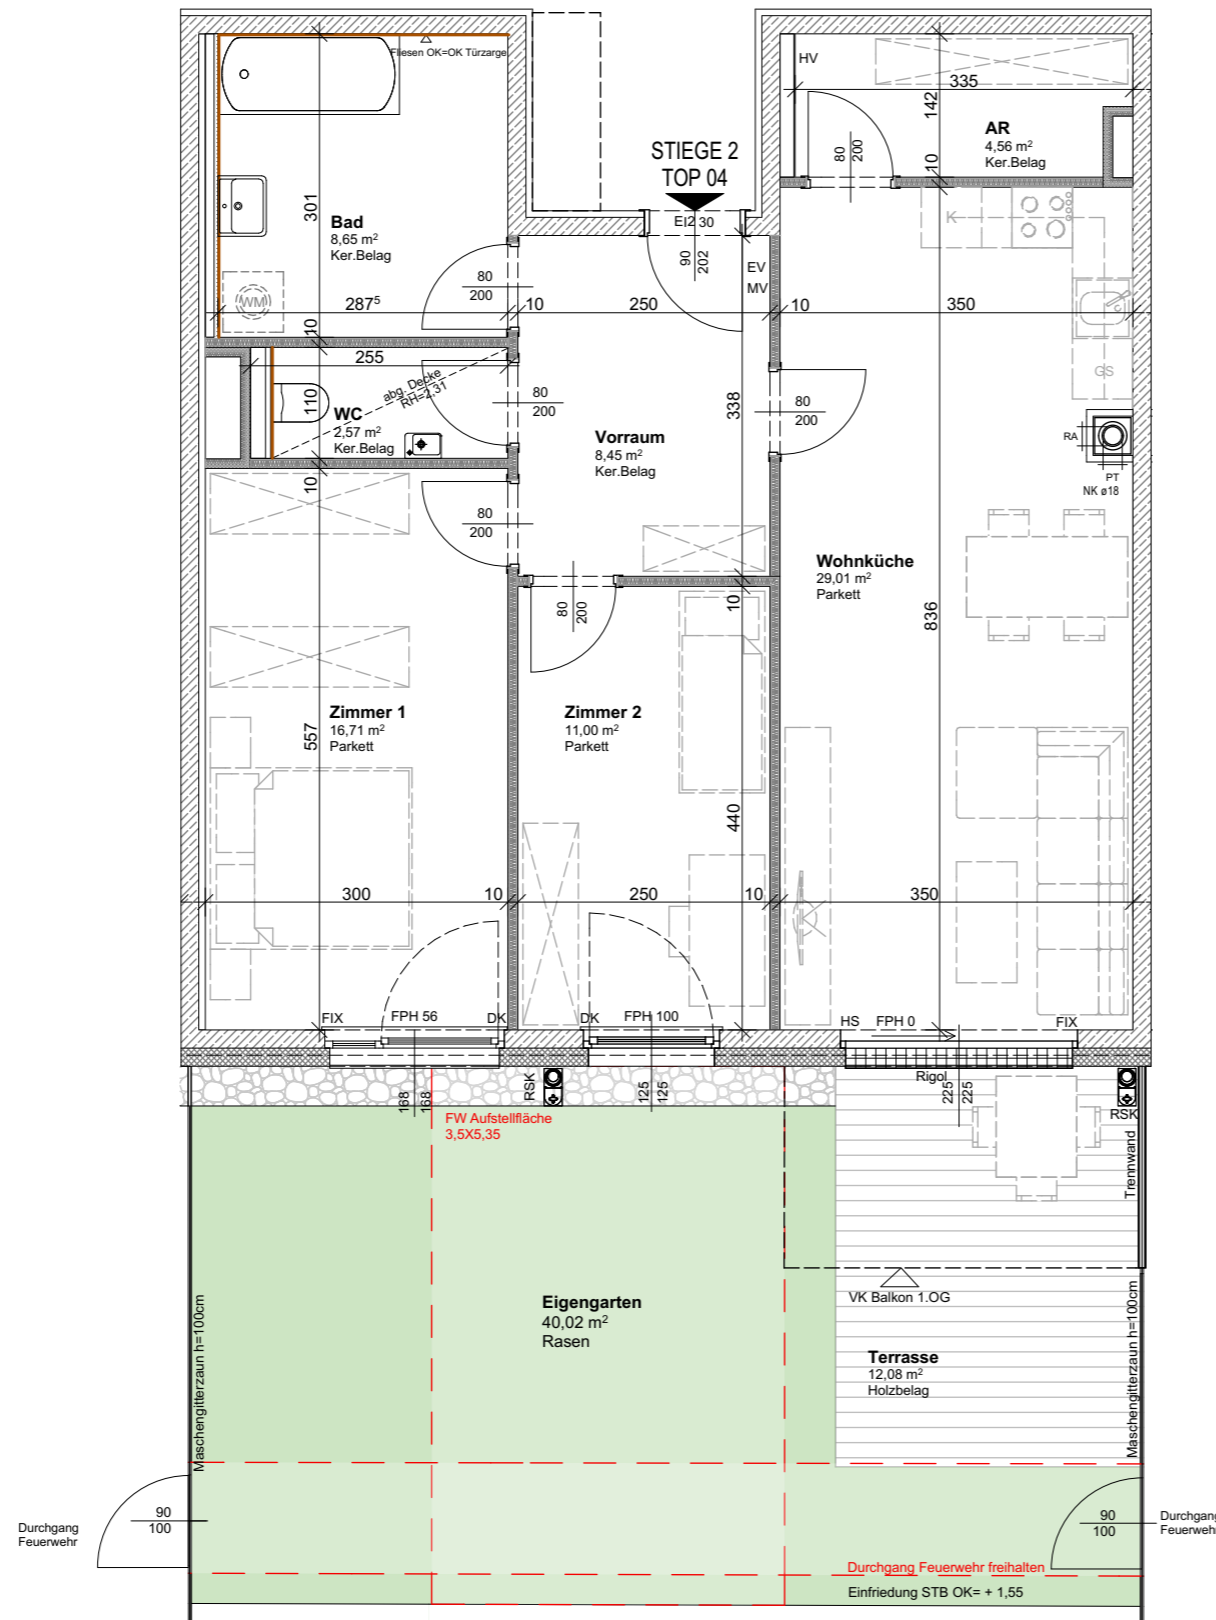 Fliesen OK=OK Türzarge
HV
335
142
10
AR
4,56 m²
Ker.Belag
80
200
STIEGE 2
TOP 04
EI2 30
90
202
EV
MV
K
301
Bad
8,65 m²
Ker.Belag
WM
80
200
287⁵
10
250
10
350
10
255
abg. Decke
RH=2,31
110
WC
2,57 m²
Ker.Belag
80
200
338
80
200
GS
RA
PT
NK ø18
Vorraum
8,45 m²
Ker.Belag
10
80
200
80
200
10
Wohnküche
29,01 m²
Parkett
836
Zimmer 1
16,71 m²
Parkett
557
Zimmer 2
11,00 m²
Parkett
440
300
10
250
10
350
FIX
FPH 56
DK
DK
FPH 100
HS
FPH 0
FIX
168
168
RSK
125
125
Rigol
225
225
RSK
FW Aufstellfläche
3,5X5,35
Trennwand
VK Balkon 1.OG
Eigengarten
40,02 m²
Rasen
Terrasse
12,08 m²
Holzbelag
Maschengitterzaun h=100cm
Maschengitterzaun h=100cm
Durchgang
Feuerwehr
90
100
90
100
Durchgang
Feuerwehr
Durchgang Feuerwehr freihalten
Einfriedung STB OK= + 1,55